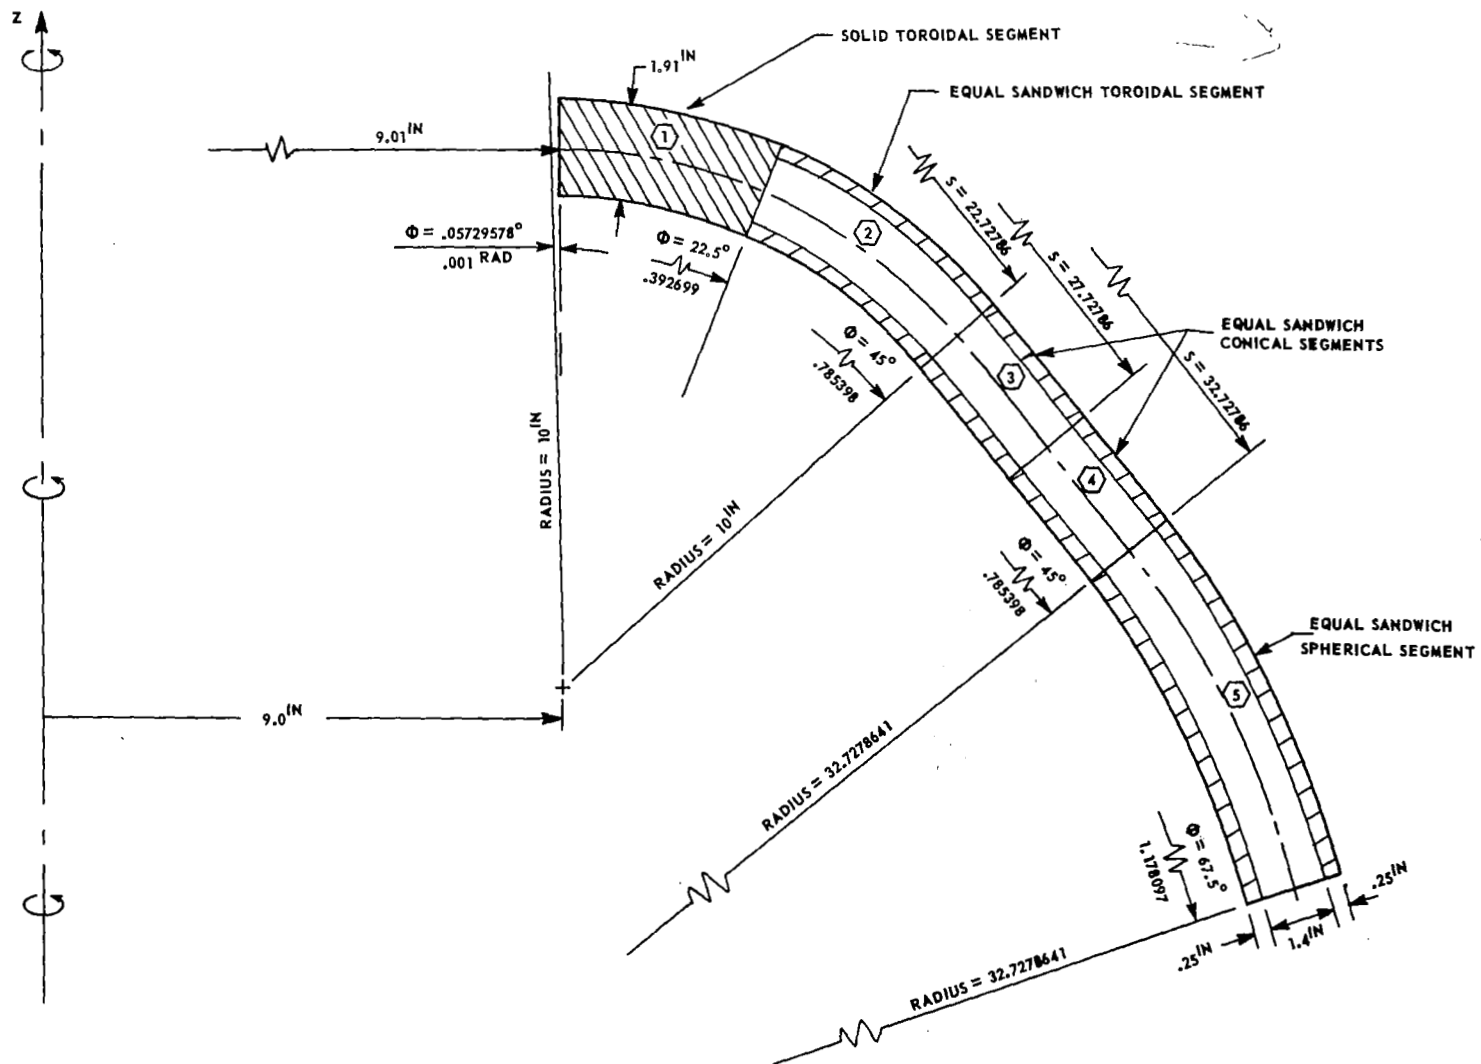 Z
SOLID TOROIDAL SEGMENT
1.91 IN
EQUAL SANDWICH TOROIDAL SEGMENT
9.01 IN
1
2
S = 22.72786
S = 27.72786
S = 32.72786
Φ = .05729578°
.001 RAD
Φ = 22.5°
.392699
EQUAL SANDWICH
CONICAL SEGMENTS
Φ = 45°
.785398
3
RADIUS = 10 IN
4
RADIUS = 10 IN
Φ = 45°
.785398
EQUAL SANDWICH
SPHERICAL SEGMENT
5
9.0 IN
RADIUS = 32.7278641
Φ = 67.5°
1.178097
.25 IN
1.4 IN
.25 IN
RADIUS = 32.7278641